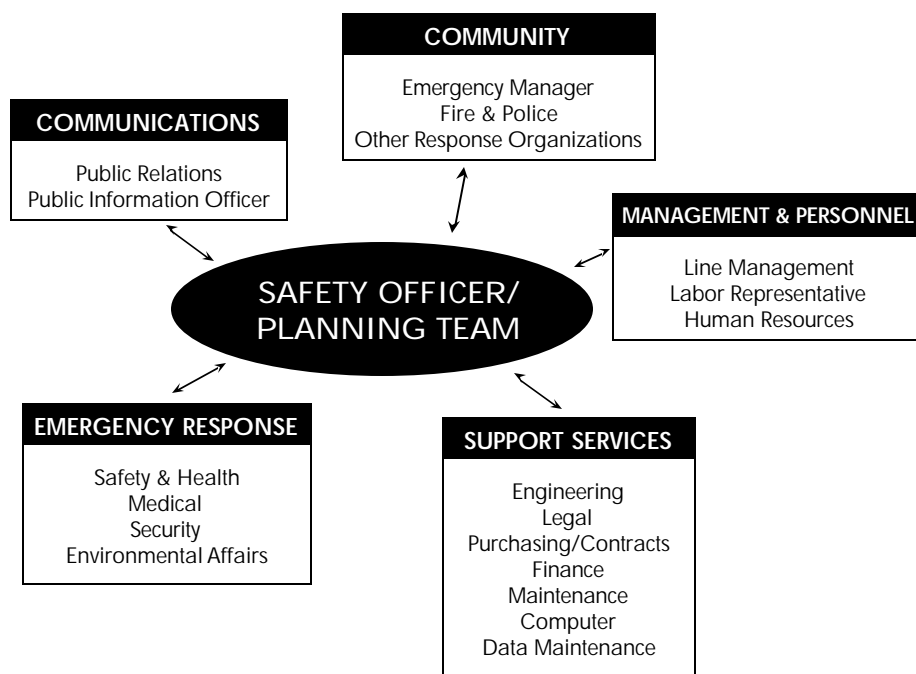 COMMUNITY
Emergency Manager
Fire & Police
Other Response Organizations
COMMUNICATIONS
Public Relations
Public Information Officer
MANAGEMENT & PERSONNEL
Line Management
Labor Representative
Human Resources
SAFETY OFFICER/
PLANNING TEAM
EMERGENCY RESPONSE
Safety & Health
Medical
Security
Environmental Affairs
SUPPORT SERVICES
Engineering
Legal
Purchasing/Contracts
Finance
Maintenance
Computer
Data Maintenance